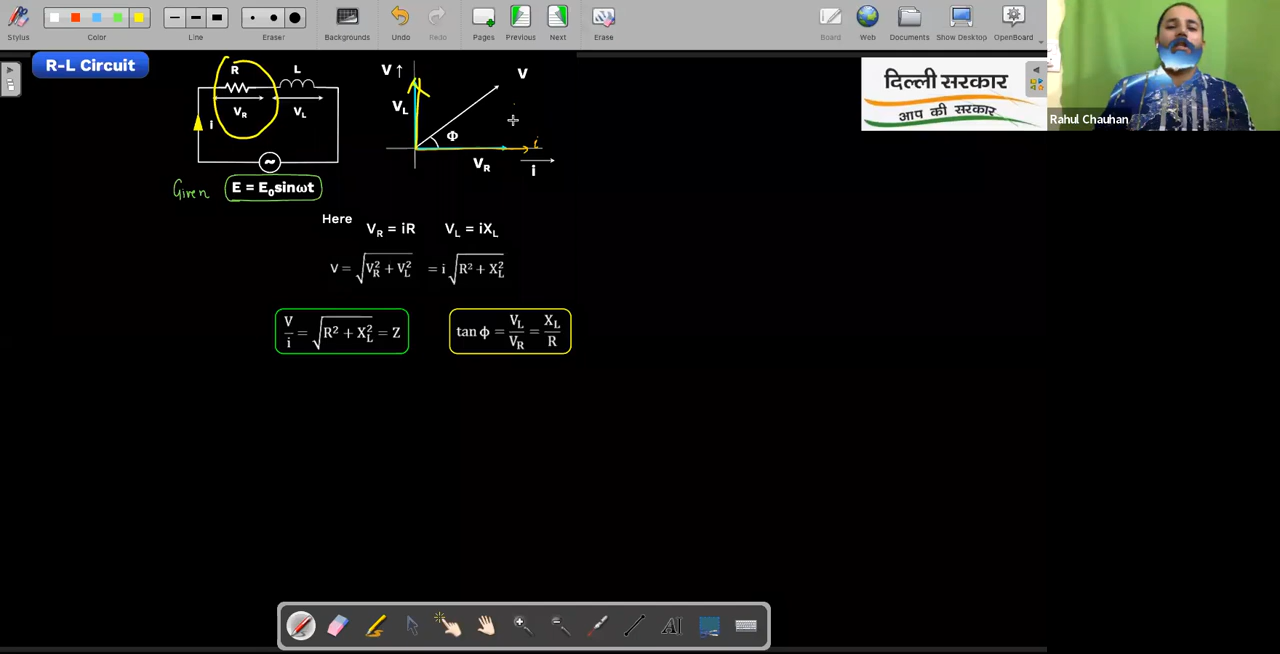 Stylus
Color
Line
Eraser
Backgrounds
Undo
Redo
Pages
Previous
Next
Erase
Board
Web
Documents
Show Desktop
OpenBoard
R-L Circuit
R
L
V_R
V_L
i
~
Given
E = E₀sinωt
V ↑
V
V_L
Φ
i
V_R
i
दिल्ली सरकार
आप की सरकार
Rahul Chauhan
Here
V_R = iR V_L = iX_L
V = √(V_R² + V_L²) = i √(R² + X_L²)
V/i = √(R² + X_L²) = Z
tan ϕ = V_L/V_R = X_L/R
AI